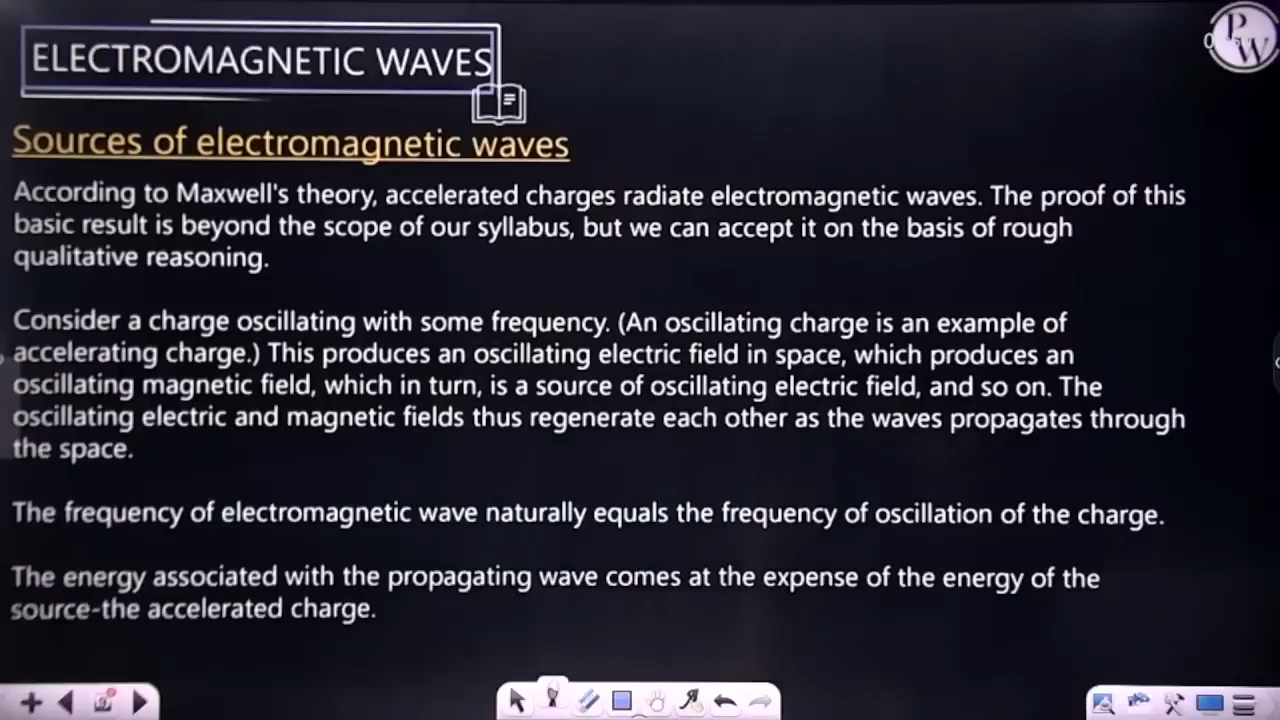 ELECTROMAGNETIC WAVES
P
W
Sources of electromagnetic waves
According to Maxwell's theory, accelerated charges radiate electromagnetic waves. The proof of this
basic result is beyond the scope of our syllabus, but we can accept it on the basis of rough
qualitative reasoning.
Consider a charge oscillating with some frequency. (An oscillating charge is an example of
accelerating charge.) This produces an oscillating electric field in space, which produces an
oscillating magnetic field, which in turn, is a source of oscillating electric field, and so on. The
oscillating electric and magnetic fields thus regenerate each other as the waves propagates through
the space.
The frequency of electromagnetic wave naturally equals the frequency of oscillation of the charge.
The energy associated with the propagating wave comes at the expense of the energy of the
source-the accelerated charge.